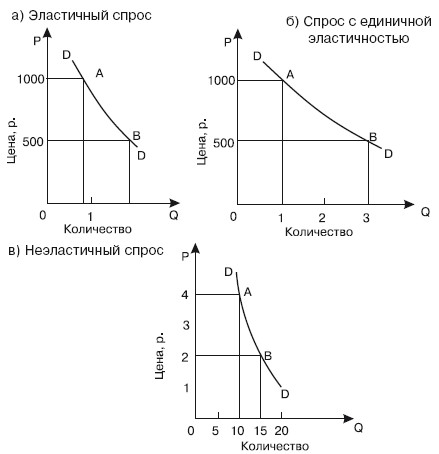 а) Эластичный спрос
P
D
A
1000
B
500
D
Цена, р.
0
1
Q
Количество
б) Спрос с единичной
эластичностью
P
D
A
1000
B
500
D
Цена, р.
0
1
2
3
Q
Количество
в) Неэластичный спрос
P
D
4
A
3
B
2
1
D
Цена, р.
0 5 10 15 20
Q
Количество